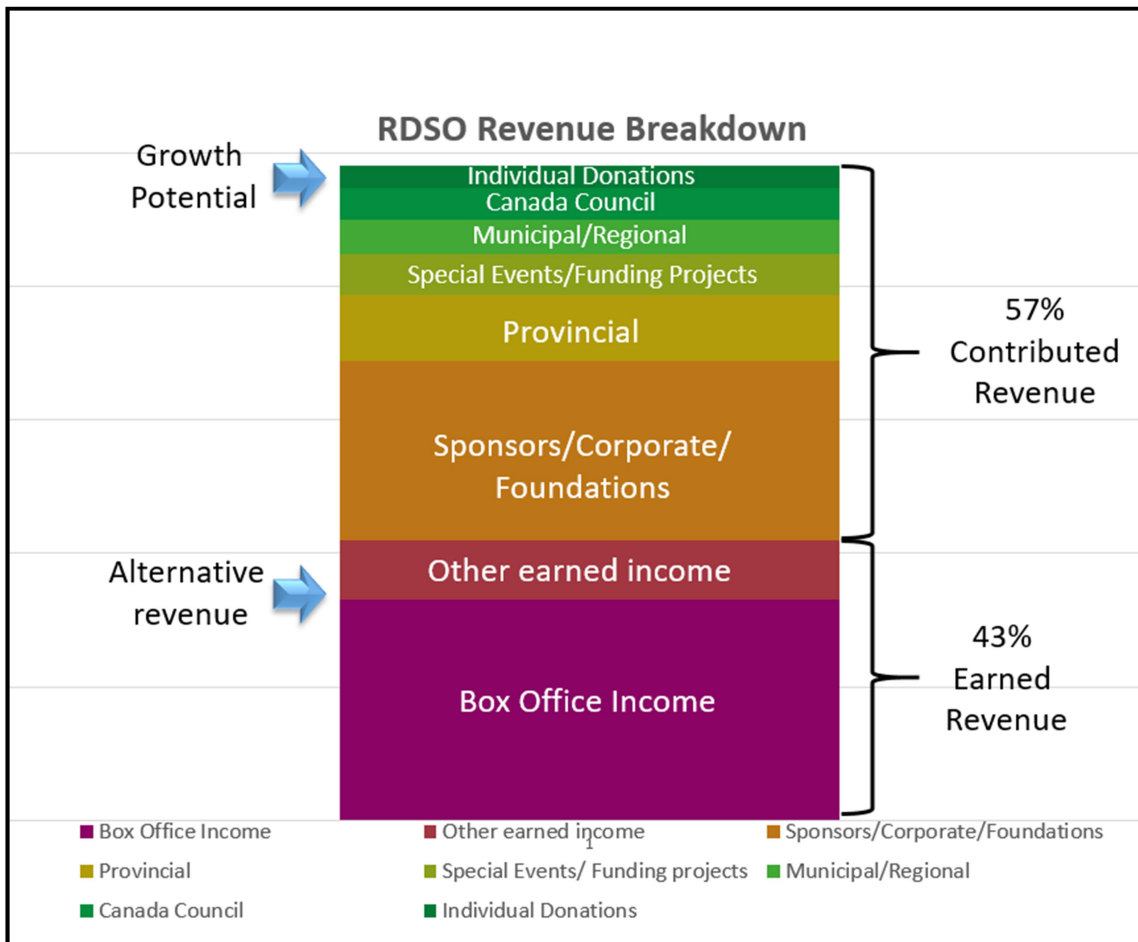 RDSO Revenue Breakdown
Growth
Potential
Individual Donations
Canada Council
Municipal/Regional
Special Events/Funding Projects
Provincial
Sponsors/Corporate/
Foundations
57%
Contributed
Revenue
Alternative
revenue
Other earned income
Box Office Income
43%
Earned
Revenue
1
Box Office Income
Other earned income
Sponsors/Corporate/Foundations
Provincial
Special Events/ Funding projects
Municipal/Regional
Canada Council
Individual Donations